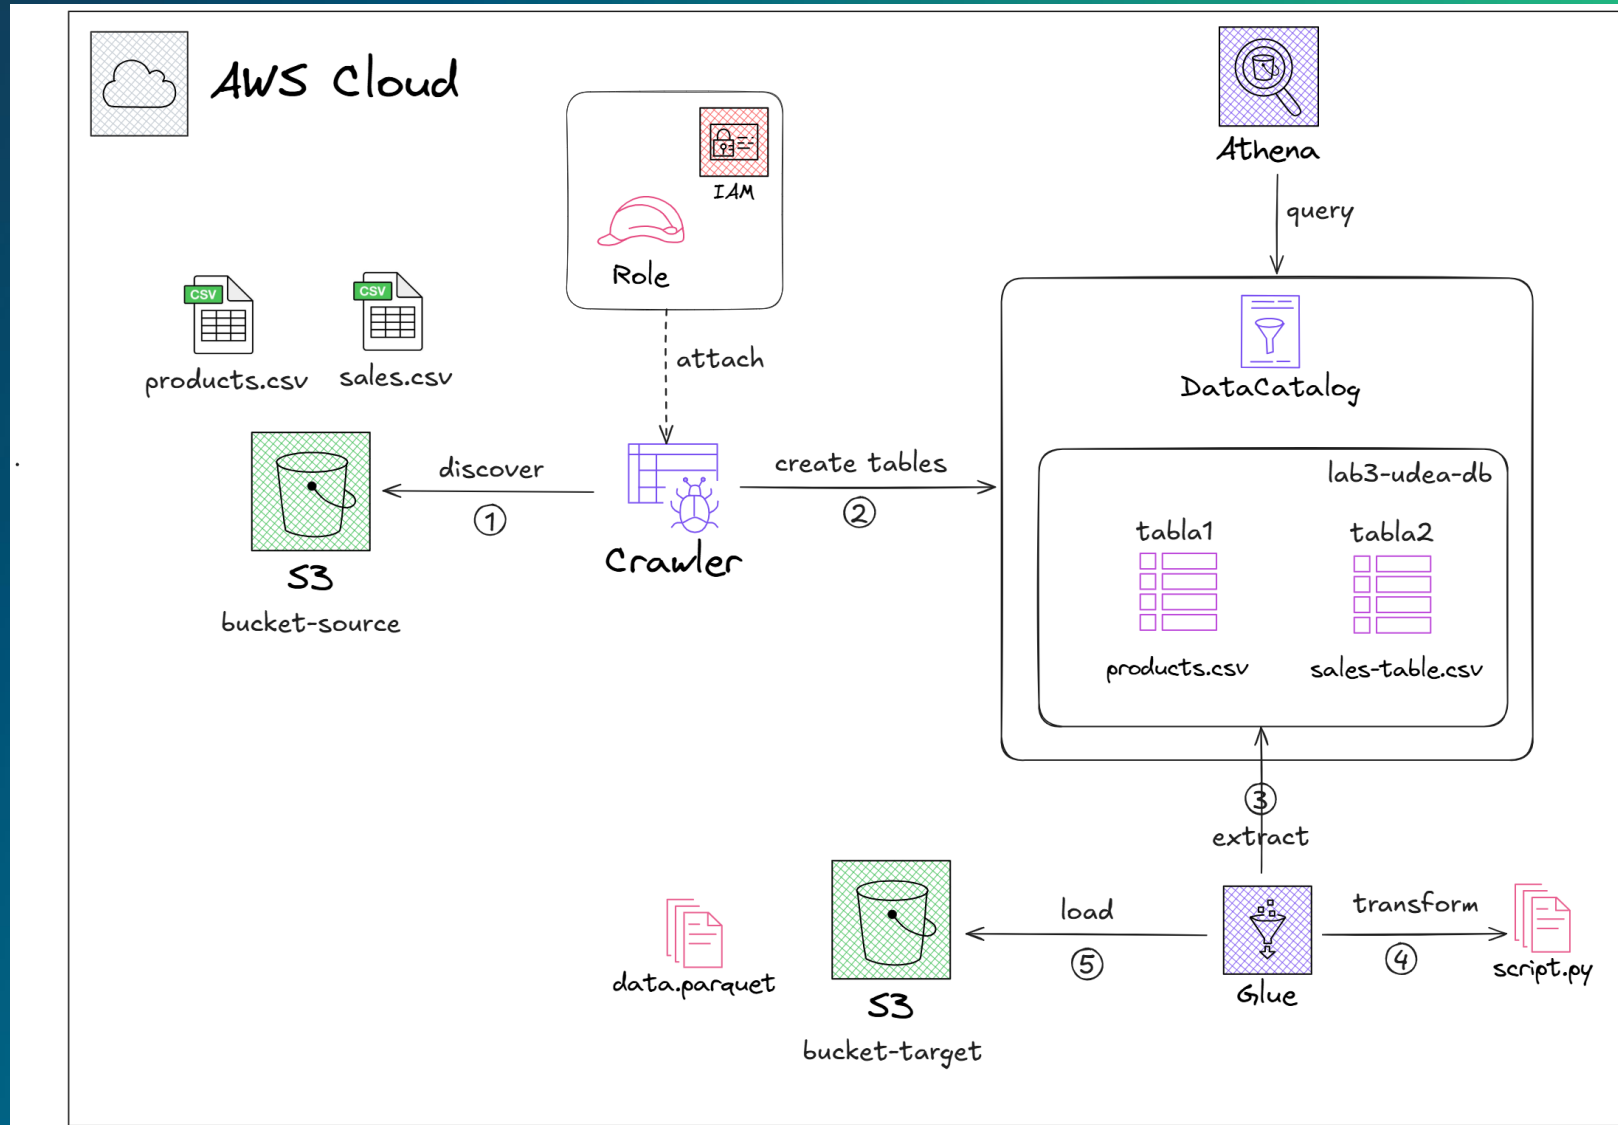 AWS Cloud
IAM
Role
attach
Athena
query
CSV
products.csv
CSV
sales.csv
discover
1
S3
bucket-source
Crawler
create tables
2
DataCatalog
lab3-udea-db
tabla1
products.csv
tabla2
sales-table.csv
3
extract
Glue
transform
4
script.py
load
5
S3
bucket-target
data.parquet